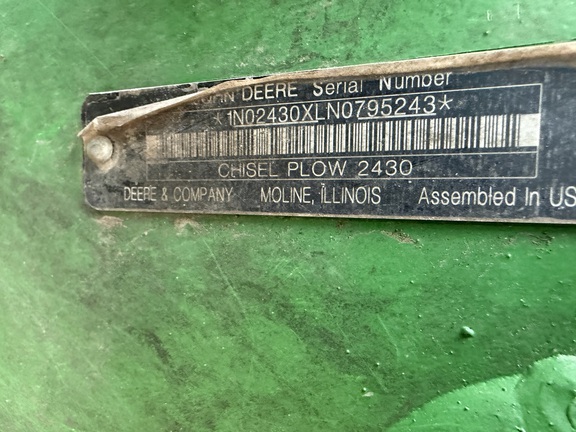 DEERE Serial Number
*1N02430XLN0795243*
CHISEL PLOW 2430
DEERE & COMPANY MOLINE, ILLINOIS Assembled In US